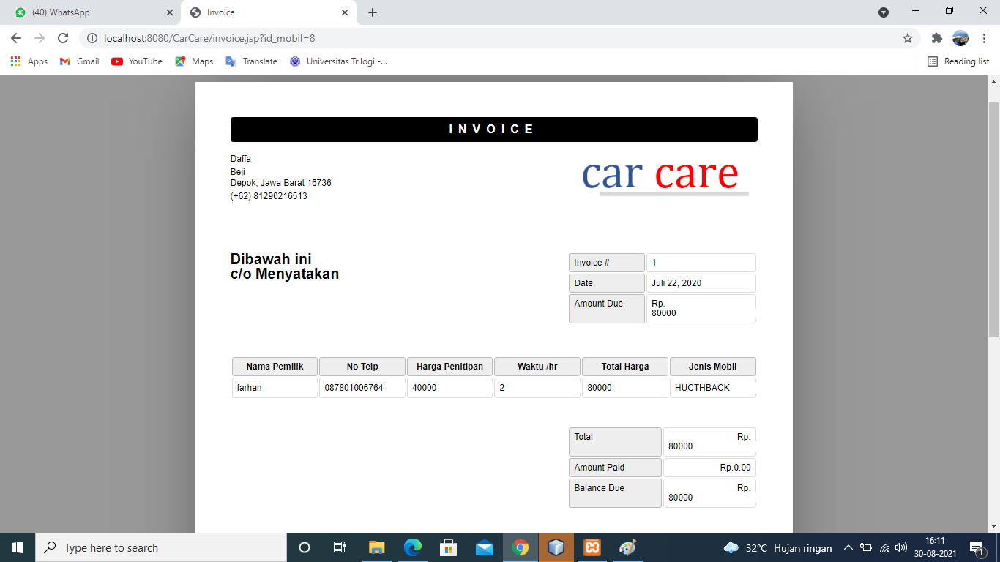 40
(40) WhatsApp
Invoice
localhost:8080/CarCare/invoice.jsp?id_mobil=8
Apps
Gmail
YouTube
Maps
Translate
Universitas Trilogi -...
Reading list
INVOICE
Daffa
Beji
Depok, Jawa Barat 16736
(+62) 81290216513
car care
Dibawah ini
c/o Menyatakan
Invoice # 1
Date Juli 22, 2020
Amount Due Rp.
80000
Nama Pemilik No Telp Harga Penitipan Waktu /hr Total Harga Jenis Mobil
farhan 087801006764 40000 2 80000 HUCTHBACK
Total Rp.
80000
Amount Paid Rp.0.00
Balance Due Rp.
80000
Type here to search
32°C Hujan ringan
16:11
30-08-2021
1